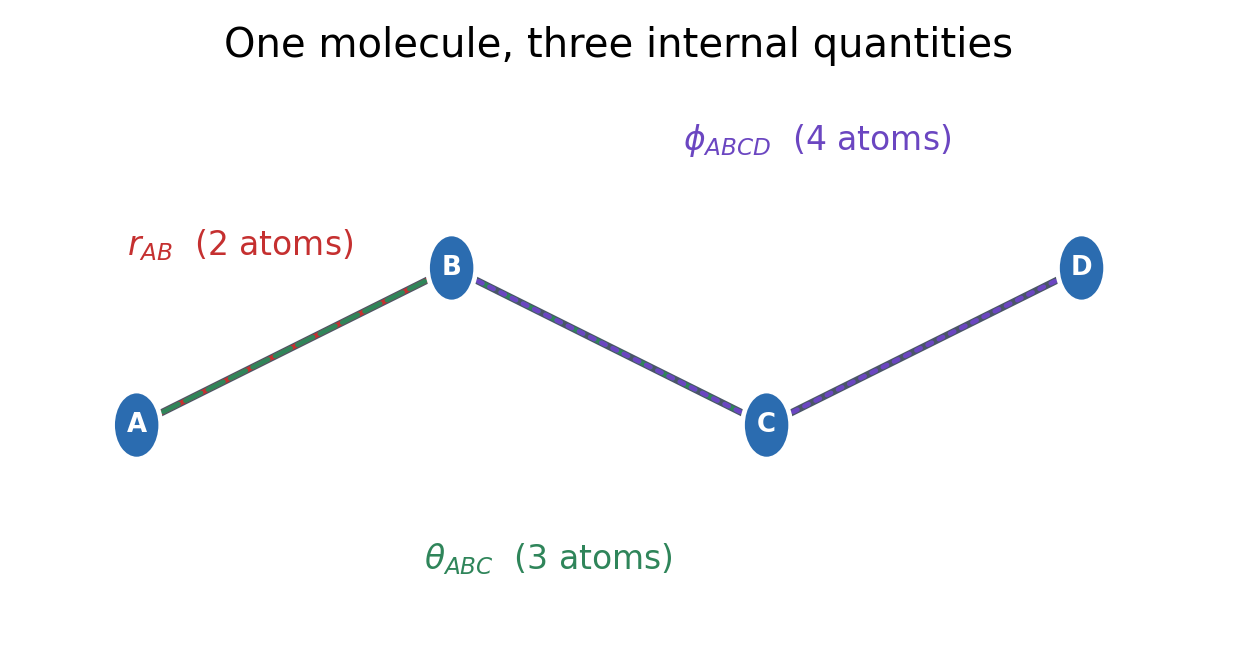 One molecule, three internal quantities
ϕ_ABCD (4 atoms)
r_AB (2 atoms)
B
D
A
C
θ_ABC (3 atoms)